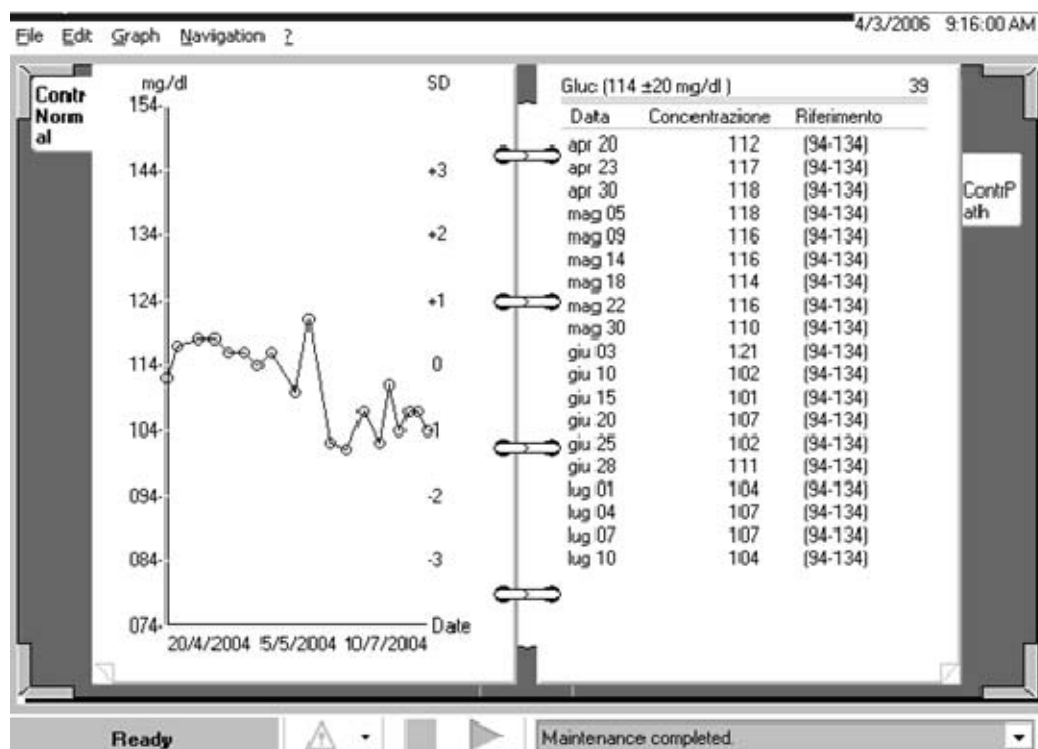 4/3/2006 9:16:00 AM
File Edit Graph Naviigation ?
Contr
Norm
al
mg/dl SD
154-
144- +3
134- +2
124- +1
114- 0
104- -1
094- -2
084- -3
074- Date
20/4/2004 5/5/2004 10/7/2004
Gluc (114 ±20 mg/dl ) 39
Data Concentrazione Riferimento
apr 20 112 (94-134)
apr 23 117 (94-134)
apr 30 118 (94-134)
mag 05 118 (94-134)
mag 09 116 (94-134)
mag 14 116 (94-134)
mag 18 114 (94-134)
mag 22 116 (94-134)
mag 30 110 (94-134)
giu 03 121 (94-134)
giu 10 102 (94-134)
giu 15 101 (94-134)
giu 20 107 (94-134)
giu 25 102 (94-134)
giu 28 111 (94-134)
lug 01 104 (94-134)
lug 04 107 (94-134)
lug 07 107 (94-134)
lug 10 104 (94-134)
ContrP
ath
Ready
Maintenance completed.